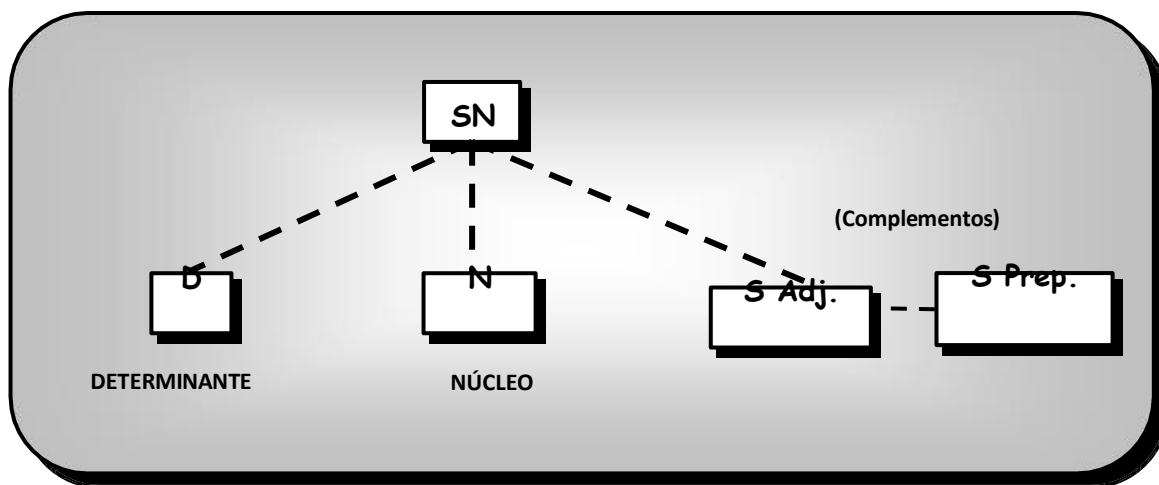 SN
(Complementos)
D
N
S Adj.
S Prep.
DETERMINANTE
NÚCLEO